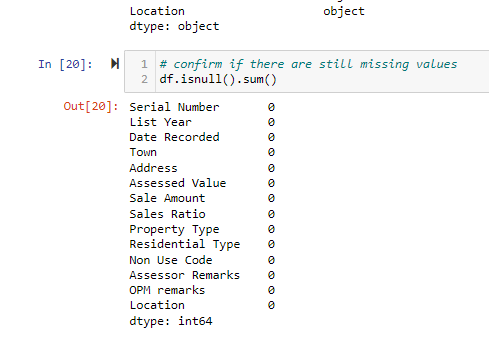 Location object
dtype: object
In [20]:
1 # confirm if there are still missing values
2 df.isnull().sum()
Out[20]:
Serial Number 0
List Year 0
Date Recorded 0
Town 0
Address 0
Assessed Value 0
Sale Amount 0
Sales Ratio 0
Property Type 0
Residential Type 0
Non Use Code 0
Assessor Remarks 0
OPM remarks 0
Location 0
dtype: int64